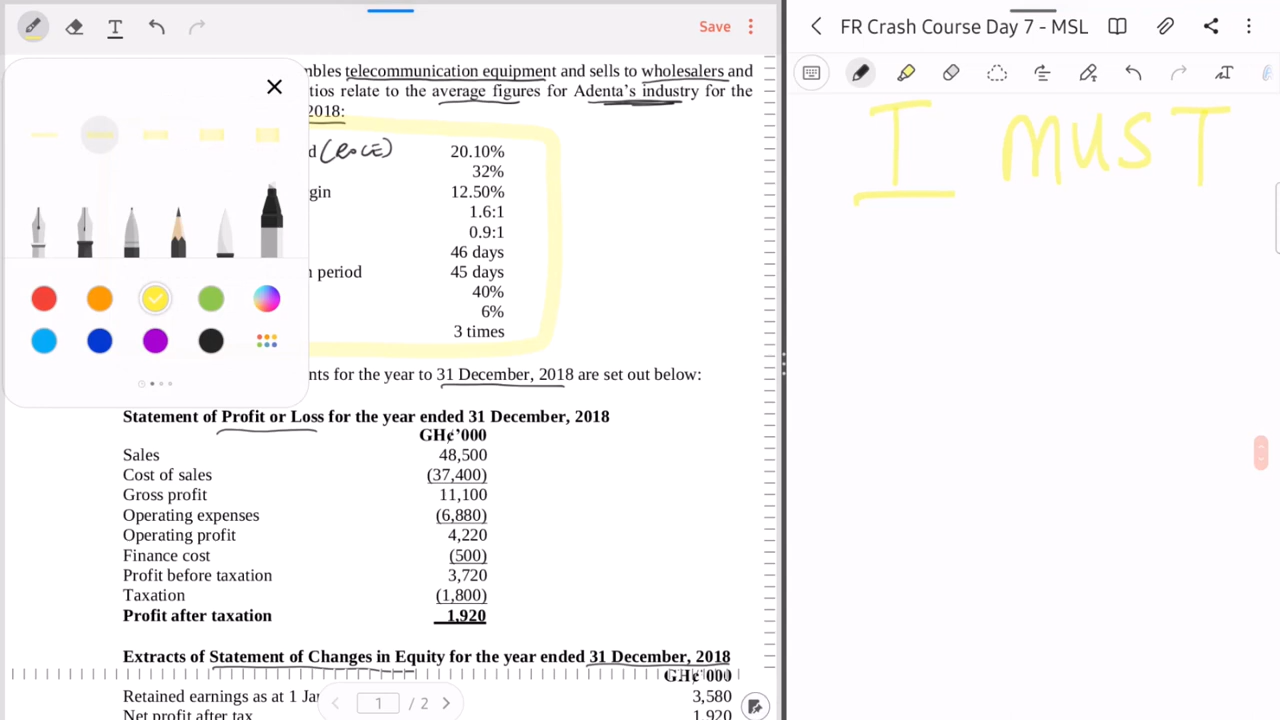 Save
FR Crash Course Day 7 - MSL
mbles telecommunication equipment and sells to wholesalers and
tios relate to the average figures for Adenta's industry for the
2018:
d (ROCE) 20.10%
32%
gin 12.50%
1.6:1
0.9:1
46 days
n period 45 days
40%
6%
3 times
nts for the year to 31 December, 2018 are set out below:
Statement of Profit or Loss for the year ended 31 December, 2018
GH¢'000
Sales 48,500
Cost of sales (37,400)
Gross profit 11,100
Operating expenses (6,880)
Operating profit 4,220
Finance cost (500)
Profit before taxation 3,720
Taxation (1,800)
Profit after taxation 1,920
Extracts of Statement of Changes in Equity for the year ended 31 December, 2018
GH¢'000
Retained earnings as at 1 Ja 3,580
Net profit after tax 1,920
1 / 2
I MUST